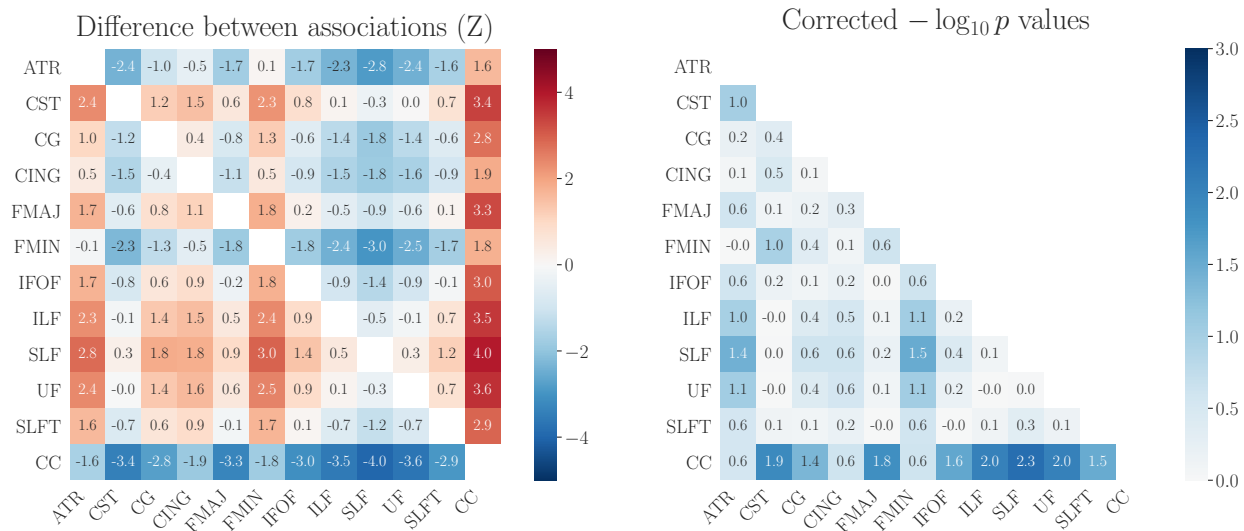 Difference between associations (Z)
ATR -2.4 -1.0 -0.5 -1.7 0.1 -1.7 -2.3 -2.8 -2.4 -1.6 1.6
CST 2.4 1.2 1.5 0.6 2.3 0.8 0.1 -0.3 0.0 0.7 3.4
CG 1.0 -1.2 0.4 -0.8 1.3 -0.6 -1.4 -1.8 -1.4 -0.6 2.8
CING 0.5 -1.5 -0.4 -1.1 0.5 -0.9 -1.5 -1.8 -1.6 -0.9 1.9
FMAJ 1.7 -0.6 0.8 1.1 1.8 0.2 -0.5 -0.9 -0.6 0.1 3.3
FMIN -0.1 -2.3 -1.3 -0.5 -1.8 -1.8 -2.4 -3.0 -2.5 -1.7 1.8
IFOF 1.7 -0.8 0.6 0.9 -0.2 1.8 -0.9 -1.4 -0.9 -0.1 3.0
ILF 2.3 -0.1 1.4 1.5 0.5 2.4 0.9 -0.5 -0.1 0.7 3.5
SLF 2.8 0.3 1.8 1.8 0.9 3.0 1.4 0.5 0.3 1.2 4.0
UF 2.4 -0.0 1.4 1.6 0.6 2.5 0.9 0.1 -0.3 0.7 3.6
SLFT 1.6 -0.7 0.6 0.9 -0.1 1.7 0.1 -0.7 -1.2 -0.7 2.9
CC -1.6 -3.4 -2.8 -1.9 -3.3 -1.8 -3.0 -3.5 -4.0 -3.6 -2.9
ATR CST CG CING FMAJ FMIN IFOF ILF SLF UF SLFT CC
4
2
0
−2
−4
Corrected − log₁₀ p values
ATR
CST 1.0
CG 0.2 0.4
CING 0.1 0.5 0.1
FMAJ 0.6 0.1 0.2 0.3
FMIN -0.0 1.0 0.4 0.1 0.6
IFOF 0.6 0.2 0.1 0.2 0.0 0.6
ILF 1.0 -0.0 0.4 0.5 0.1 1.1 0.2
SLF 1.4 0.0 0.6 0.6 0.2 1.5 0.4 0.1
UF 1.1 -0.0 0.4 0.6 0.1 1.1 0.2 -0.0 0.0
SLFT 0.6 0.1 0.1 0.2 -0.0 0.6 -0.0 0.1 0.3 0.1
CC 0.6 1.9 1.4 0.6 1.8 0.6 1.6 2.0 2.3 2.0 1.5
ATR CST CG CING FMAJ FMIN IFOF ILF SLF UF SLFT CC
3.0
2.5
2.0
1.5
1.0
0.5
0.0